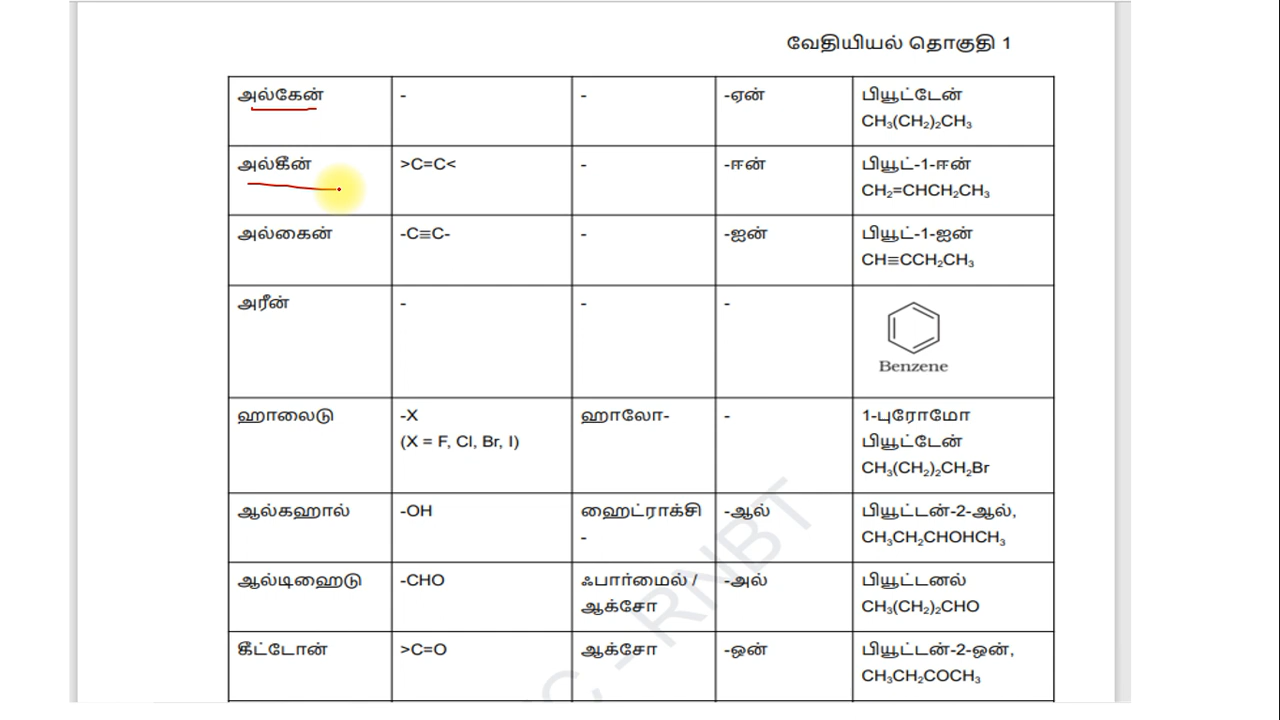 வேதியியல் தொகுதி 1
அல்கேன் - - -ஏன் பியூட்டேன்
CH₃(CH₂)₂CH₃
அல்கீன் >C=C< - -ஈன் பியூட்-1-ஈன்
CH₂=CHCH₂CH₃
அல்கைன் -C≡C- - -ஐன் பியூட்-1-ஐன்
CH≡CCH₂CH₃
அரீன் - - -
Benzene
ஹாலைடு -X ஹாலோ- - 1-புரோமோ
(X = F, Cl, Br, I) பியூட்டேன்
CH₃(CH₂)₂CH₂Br
ஆல்கஹால் -OH ஹைட்ராக்சி -ஆல் பியூட்டன்-2-ஆல்,
- CH₃CH₂CHOHCH₃
ஆல்டிஹைடு -CHO ஃபார்மைல் / -அல் பியூட்டனல்
ஆக்சோ CH₃(CH₂)₂CHO
கீட்டோன் >C=O ஆக்சோ -ஒன் பியூட்டன்-2-ஒன்,
CH₃CH₂COCH₃
C - RNBT